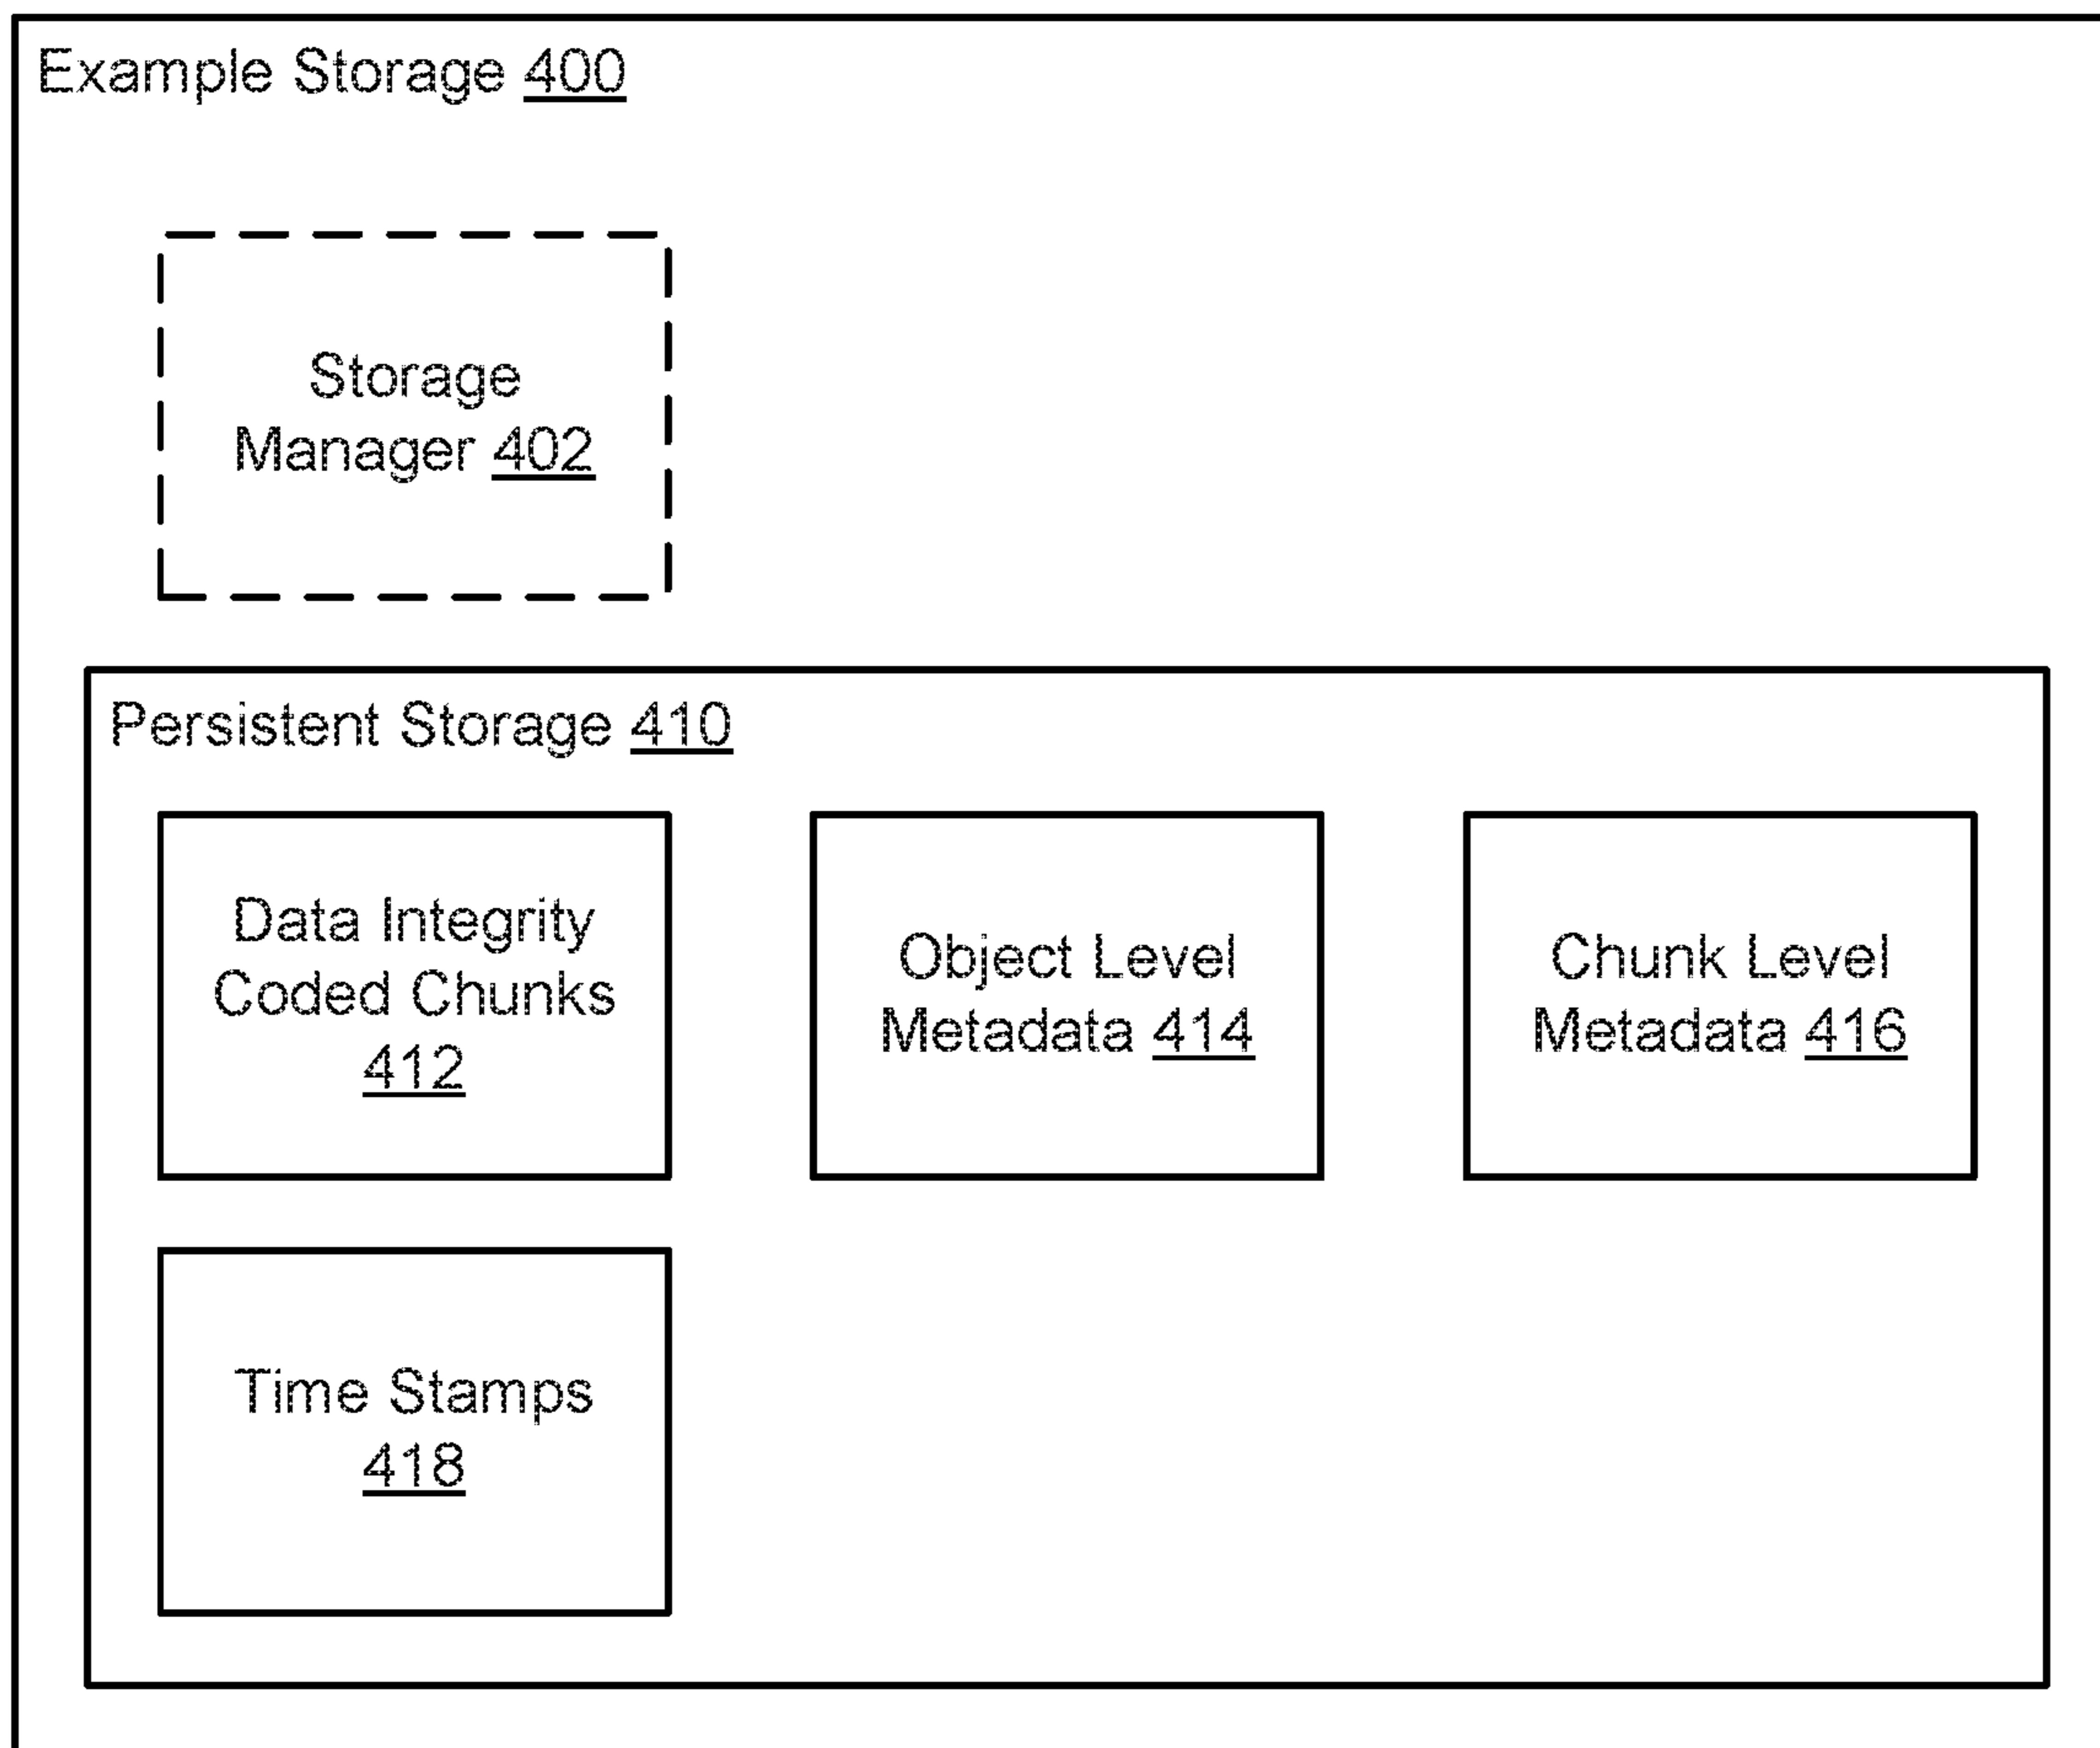 Example Storage 400
Storage
Manager 402
Persistent Storage 410
Data Integrity
Coded Chunks
412
Object Level
Metadata 414
Chunk Level
Metadata 416
Time Stamps
418